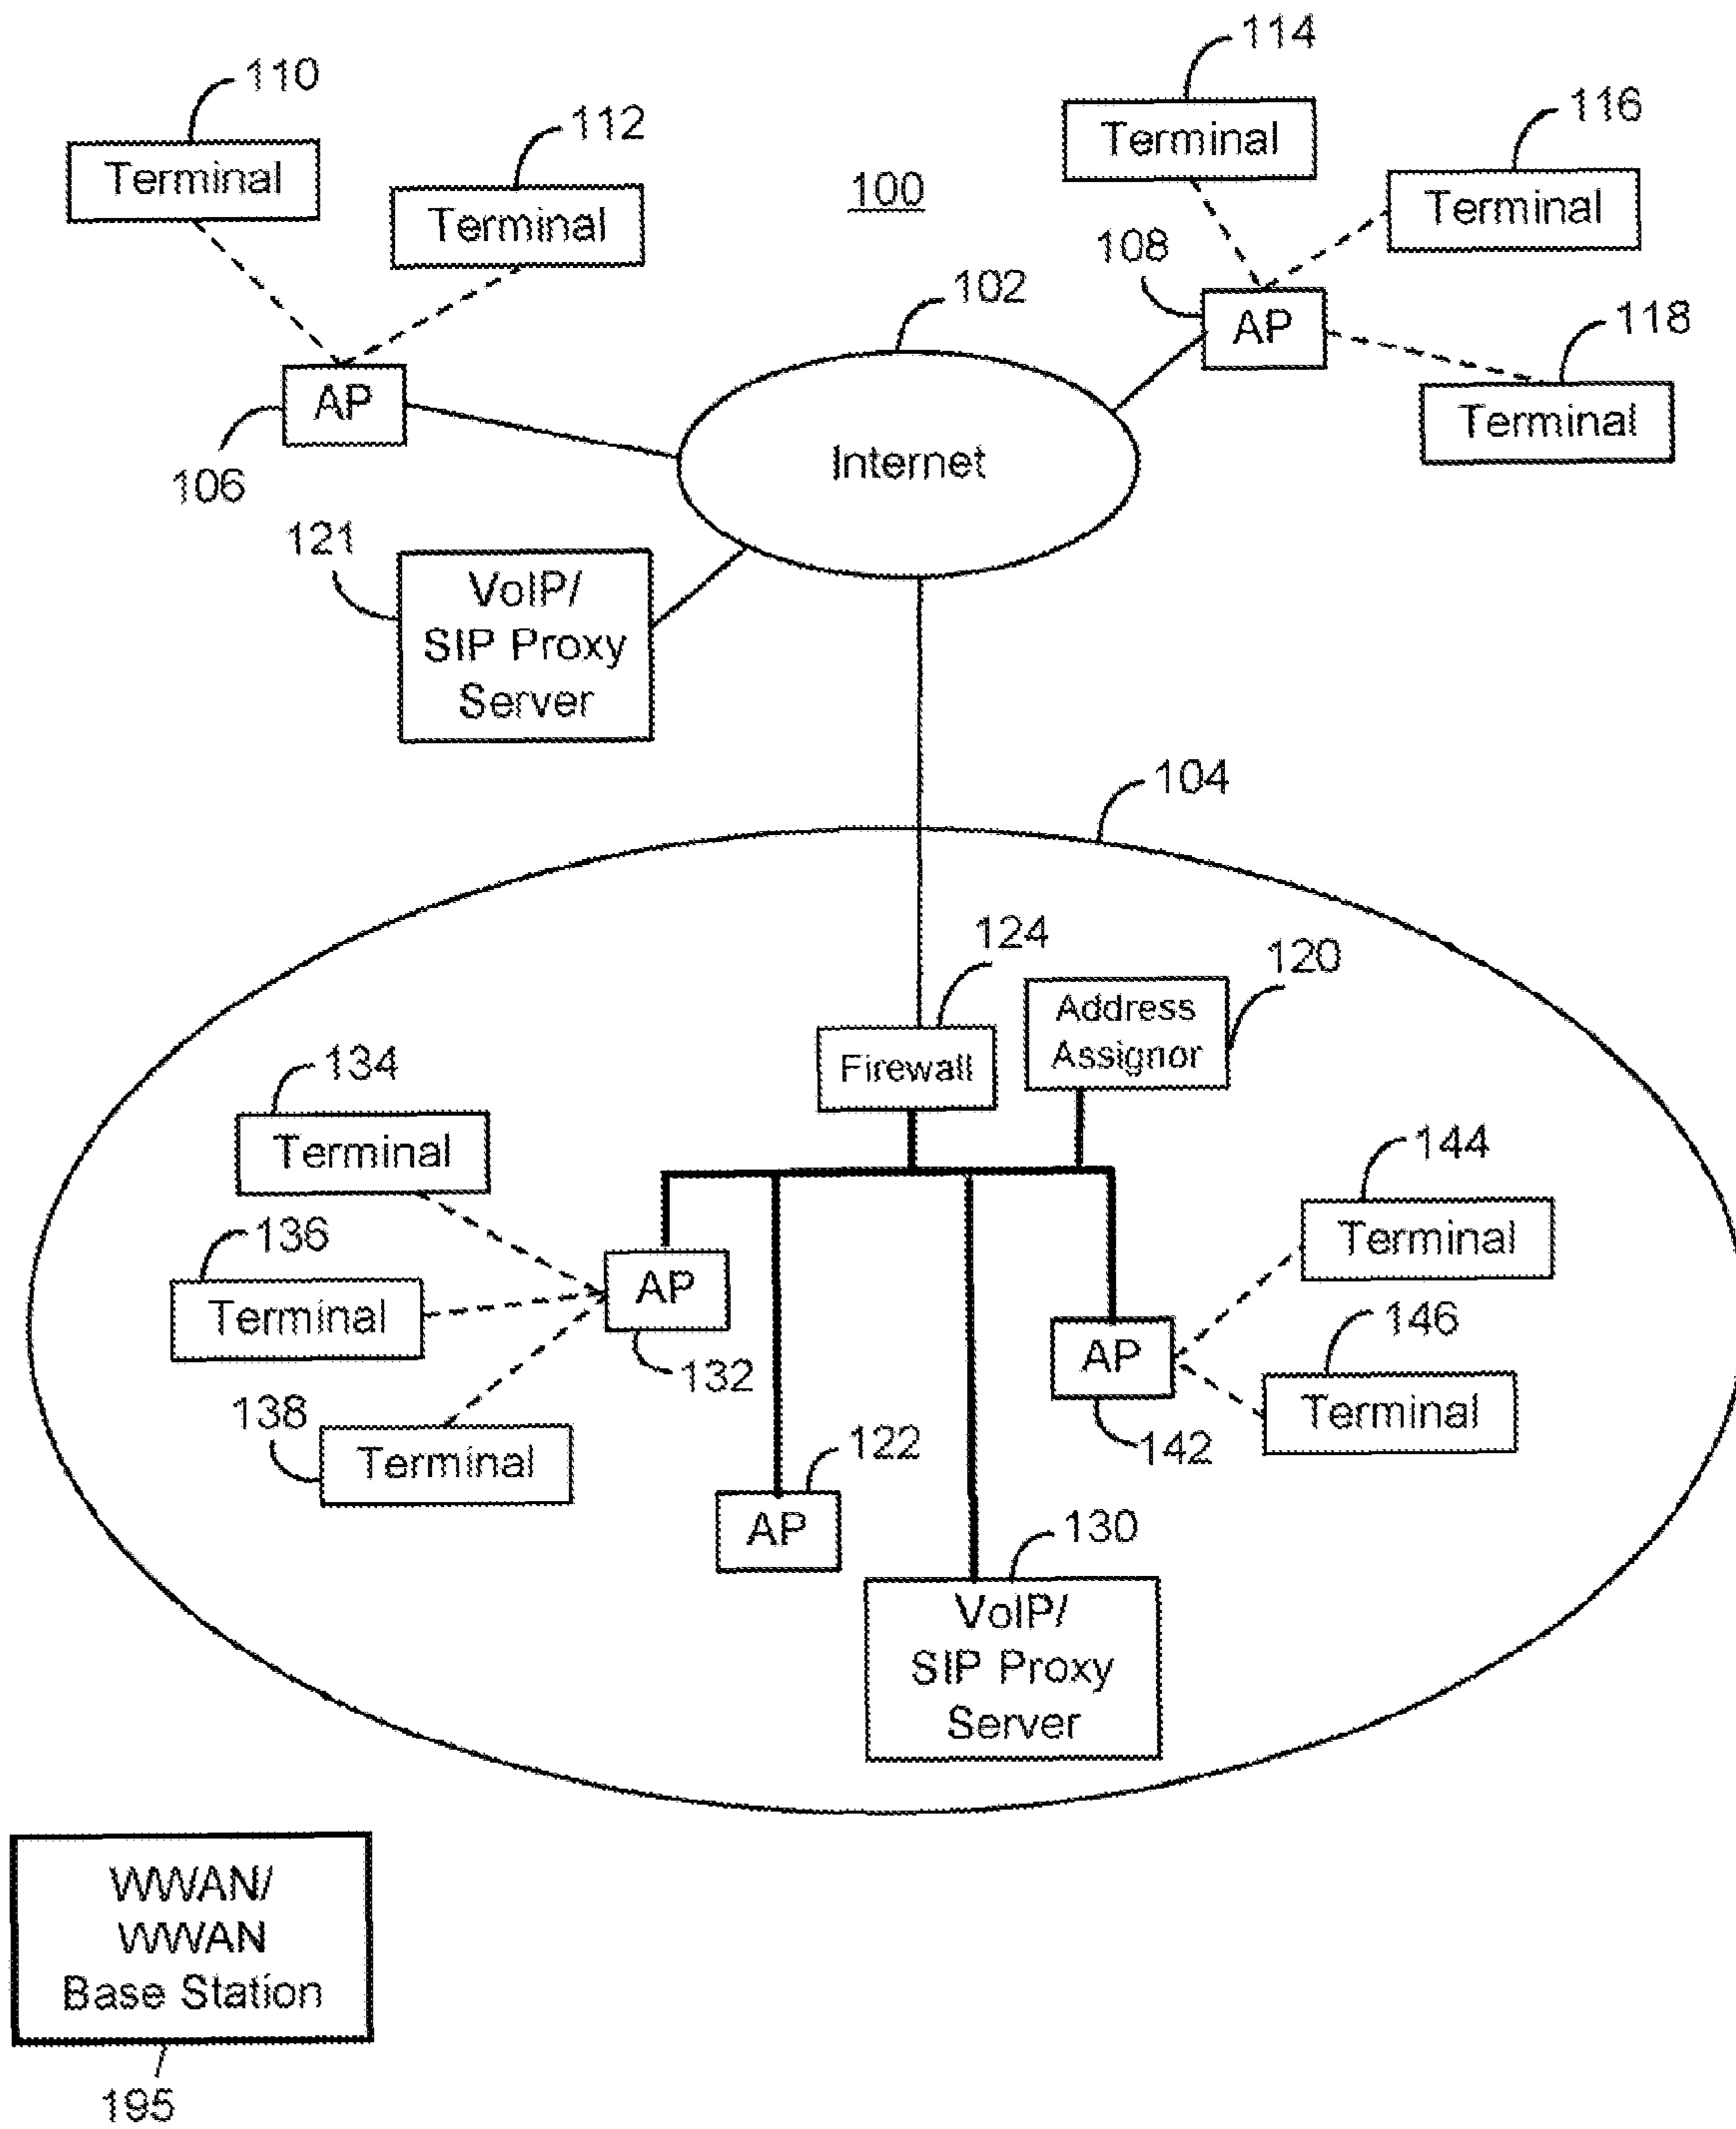 114
110
116
112
Terminal
Terminal
100
Terminal
Terminal
108
102
AP
118
AP
Terminal
Internet
106
121
VoIP/
SIP Proxy
Server
104
124
120
Address
Assignor
Firewall
134
Terminal
144
136
Terminal
AP
Terminal
146
AP
132
Terminal
138
122
142
Terminal
AP
130
VoIP/
SIP Proxy
Server
WWAN/
WWAN
Base Station
195